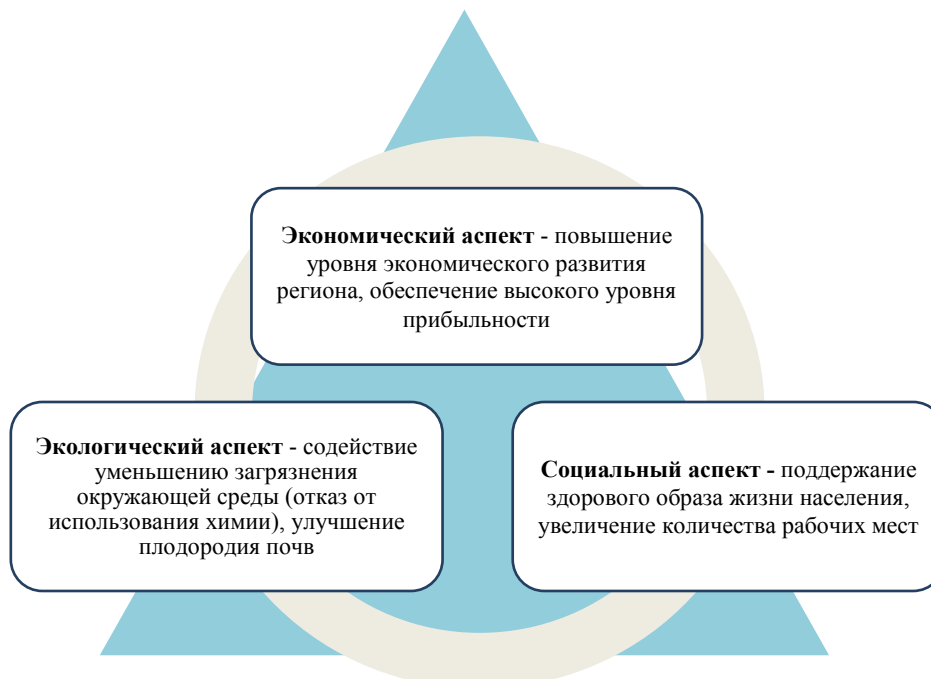 Экономический аспект - повышение
уровня экономического развития
региона, обеспечение высокого уровня
прибыльности
Экологический аспект - содействие
уменьшению загрязнения
окружающей среды (отказ от
использования химии), улучшение
плодородия почв
Социальный аспект - поддержание
здорового образа жизни населения,
увеличение количества рабочих мест